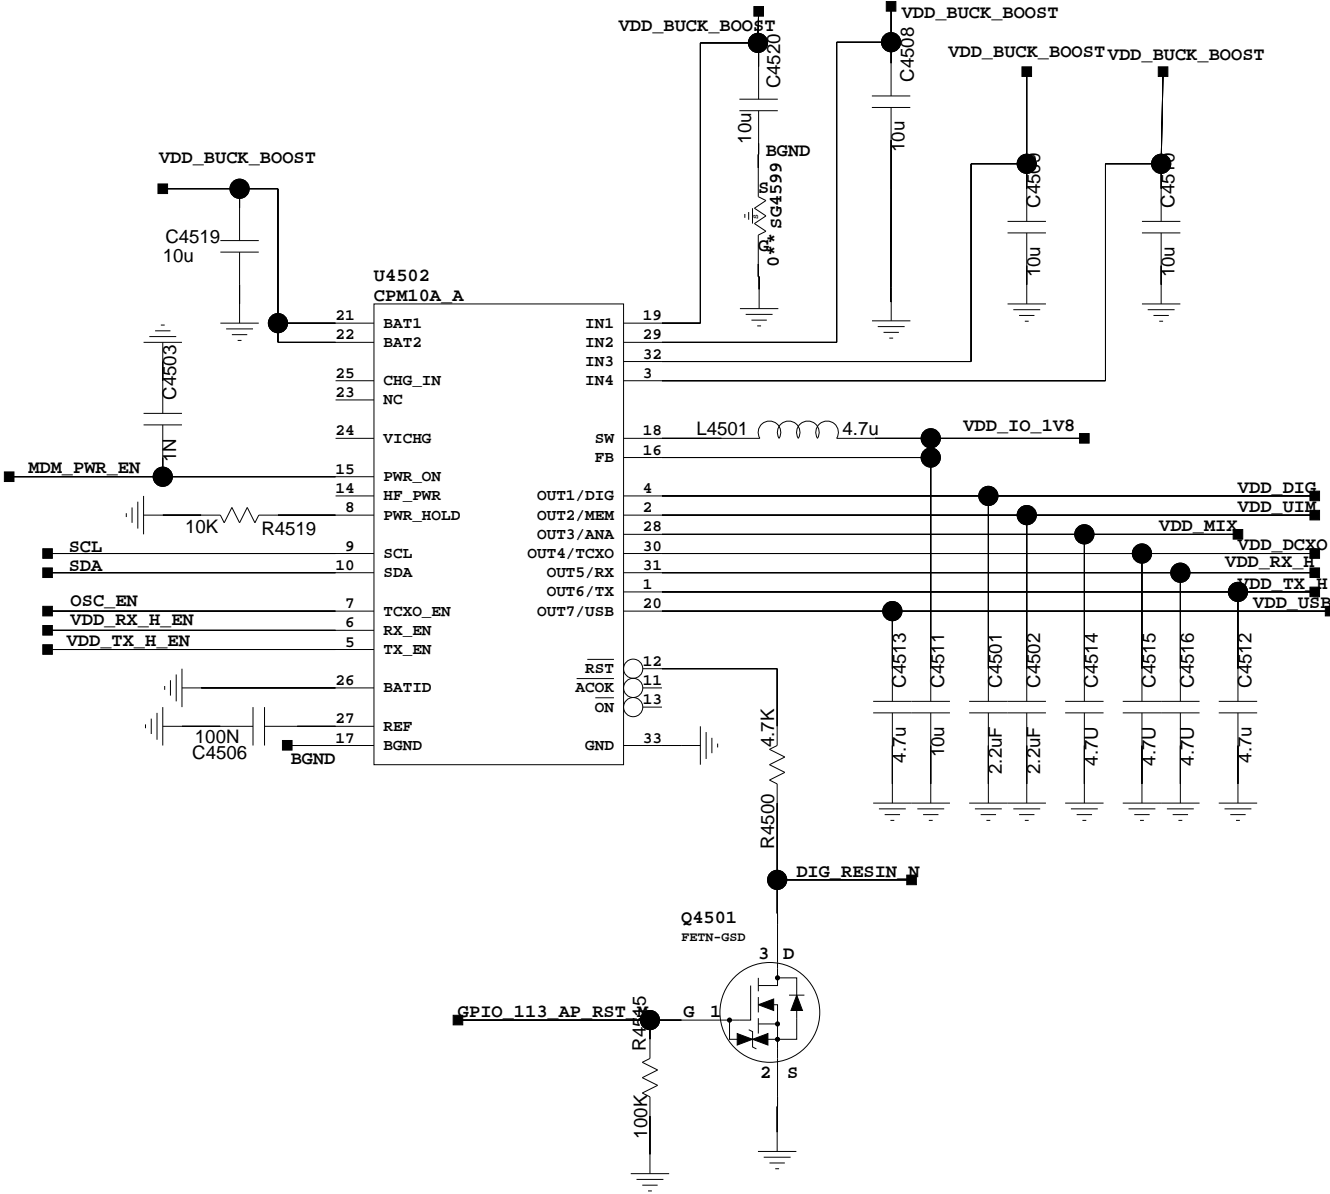 VDD_BUCK_BOOST
VDD_BUCK_BOOST
VDD_BUCK_BOOST
VDD_BUCK_BOOST
C4520
10u
C4508
10u
BGND
S
SG4599
0**
G
10u
10u
VDD_BUCK_BOOST
C4519
10u
U4502
CPM10A_A
21 BAT1
22 BAT2
25 CHG_IN
23 NC
24 VICHG
15 PWR_ON
14 HF_PWR
8 PWR_HOLD
9 SCL
10 SDA
7 TCXO_EN
6 RX_EN
5 TX_EN
26 BATID
27 REF
17 BGND
IN1 19
IN2 29
IN3 32
IN4 3
SW 18
FB 16
OUT1/DIG 4
OUT2/MEM 2
OUT3/ANA 28
OUT4/TCXO 30
OUT5/RX 31
OUT6/TX 1
OUT7/USB 20
RST 12
ACOK 11
ON 13
GND 33
C4503
1N
MDM_PWR_EN
10K R4519
SCL
SDA
OSC_EN
VDD_RX_H_EN
VDD_TX_H_EN
100N
C4506
BGND
L4501 4.7u
VDD_IO_1V8
VDD_DIG
VDD_UIM
VDD_MIX
VDD_DCXO
VDD_RX_H
VDD_TX_H
VDD_USB
C4513
4.7u
C4511
10u
C4501
2.2uF
C4502
2.2uF
C4514
4.7U
C4515
4.7U
C4516
4.7U
C4512
4.7u
4.7K
R4500
DIG_RESIN_N
Q4501
FETN-GSD
3 D
G 1
2 S
100K